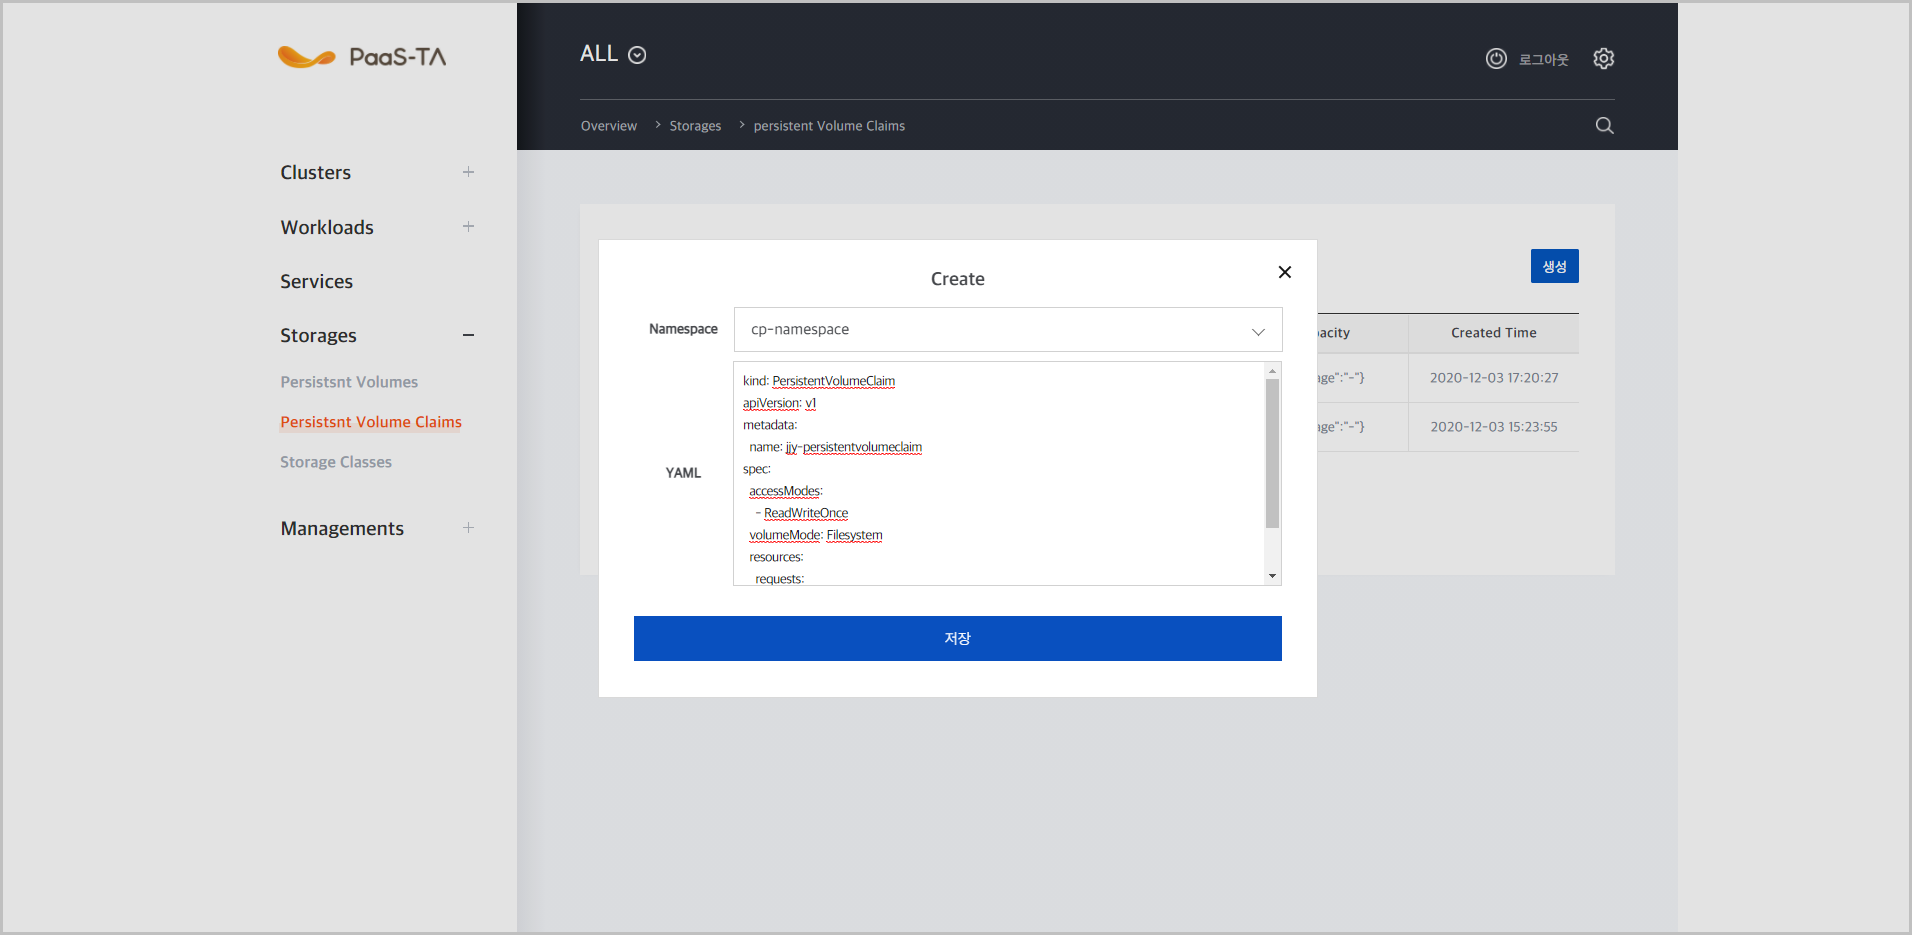 PaaS-TA
ALL
로그아웃
Overview > Storages > persistent Volume Claims
Clusters
Workloads
Services
Storages
Persistsnt Volumes
Persistsnt Volume Claims
Storage Classes
Managements
생성
acity Created Time
age":"-"} 2020-12-03 17:20:27
age":"-"} 2020-12-03 15:23:55
Create
Namespace cp-namespace
YAML
kind: PersistentVolumeClaim
apiVersion: v1
metadata:
name: jjy-persistentvolumeclaim
spec:
accessModes:
- ReadWriteOnce
volumeMode: Filesystem
resources:
requests:
저장